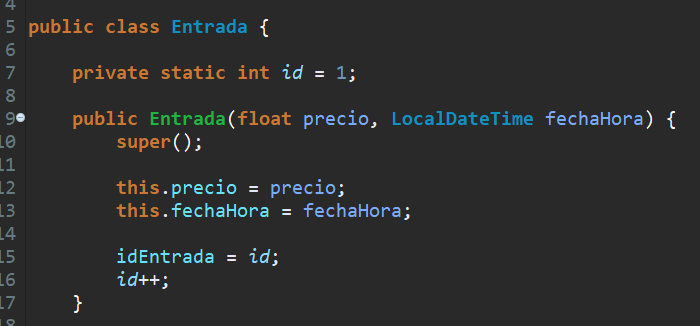 4
5 public class Entrada {
6
7 private static int id = 1;
8
9 public Entrada(float precio, LocalDateTime fechaHora) {
10 super();
11
12 this.precio = precio;
13 this.fechaHora = fechaHora;
14
15 idEntrada = id;
16 id++;
17 }
18